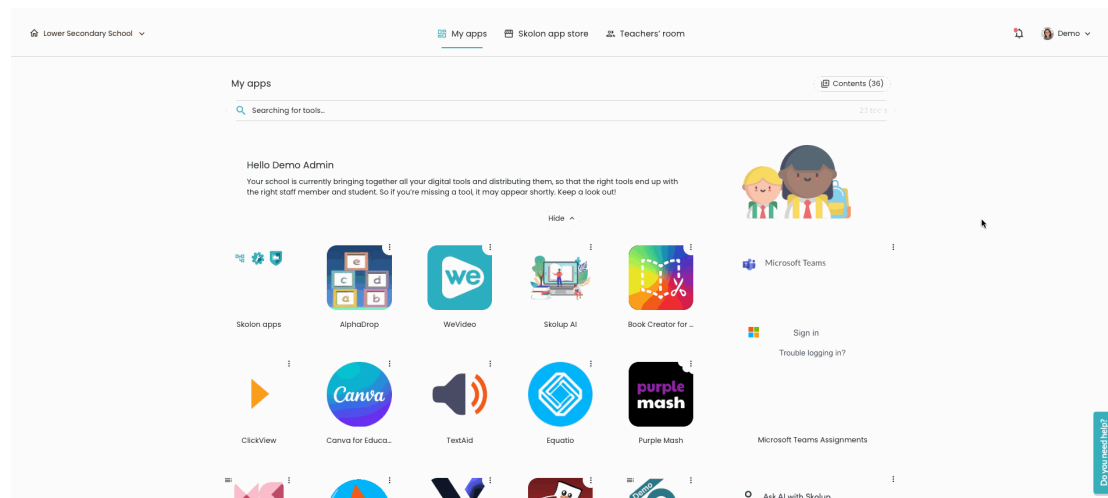 Lower Secondary School
My apps
Skolon app store
Teachers' room
Demo
My apps
Contents (36)
Searching for tools...
Hello Demo Admin
Your school is currently bringing together all your digital tools and distributing them, so that the right tools end up with
the right staff member and student. So if you're missing a tool, it may appear shortly. Keep a look out!
Hide
Microsoft Teams
e
c d
a b
we
Skolon apps
AlphaDrop
WeVideo
Skolup AI
Book Creator for ...
Sign in
Trouble logging in?
Canva
purple
mash
ClickView
Canva for Educa...
TextAid
Equatio
Purple Mash
Microsoft Teams Assignments
Do you need help?
Demo
Ask AI with Skolup